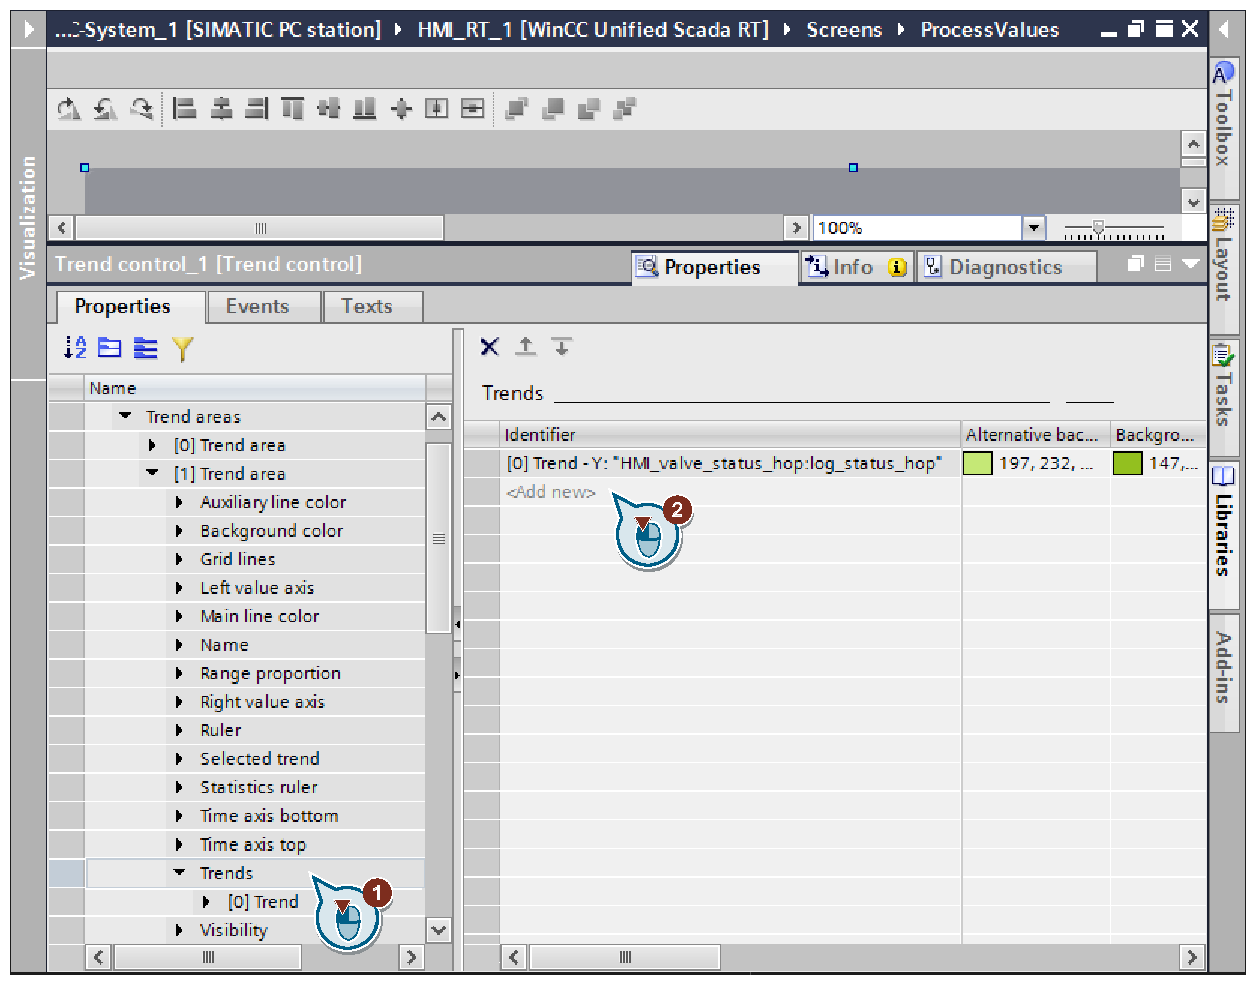 ...C-System_1 [SIMATIC PC station] HMI_RT_1 [WinCC Unified Scada RT] Screens ProcessValues
Visualization
100%
Trend control_1 [Trend control]
Properties
Info
Diagnostics
Properties
Events
Texts
Name
Trend areas
[0] Trend area
[1] Trend area
Auxiliary line color
Background color
Grid lines
Left value axis
Main line color
Name
Range proportion
Right value axis
Ruler
Selected trend
Statistics ruler
Time axis bottom
Time axis top
Trends
[0] Trend
Visibility
1
Trends
Identifier
Alternative bac...
Backgro...
[0] Trend - Y: "HMI_valve_status_hop:log_status_hop"
197, 232, ...
147,...
<Add new>
2
Toolbox
Layout
Tasks
Libraries
Add-ins